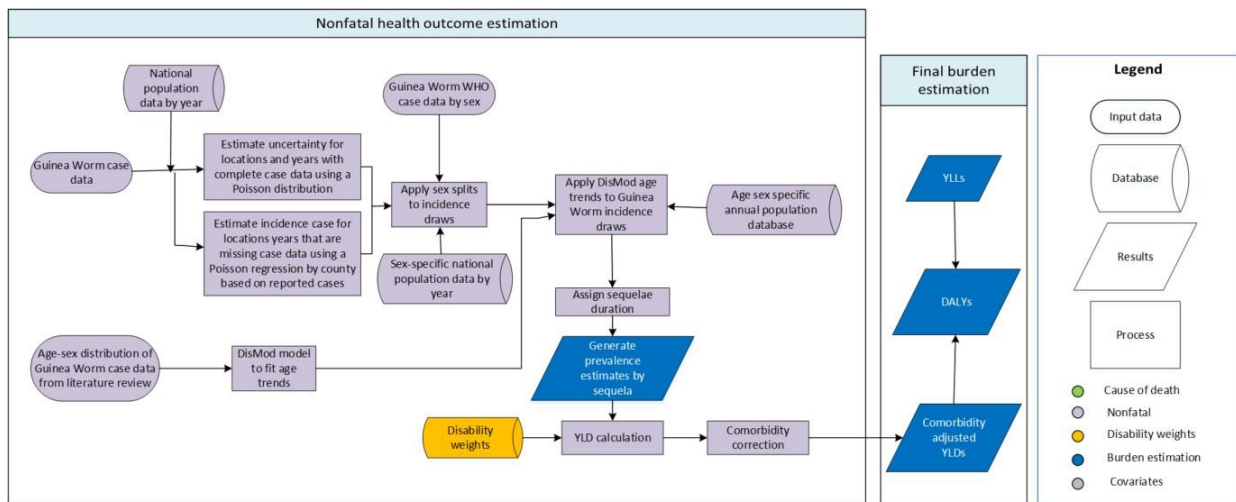 Nonfatal health outcome estimation
National
population
data by year
Guinea Worm WHO
case data by sex
Guinea Worm case
data
Estimate uncertainty for
locations and years with
complete case data using a
Poisson distribution
Estimate incidence case for
locations years that are
missing case data using a
Poisson regression by county
based on reported cases
Apply sex splits
to incidence
draws
Sex-specific national
population data by
year
Apply DisMod age
trends to Guinea
Worm incidence
draws
Age sex specific
annual population
database
Assign sequelae
duration
Age-sex distribution of
Guinea Worm case data
from literature review
DisMod model
to fit age
trends
Generate
prevalence
estimates by
sequela
Disability
weights
YLD calculation
Comorbidity
correction
Final burden
estimation
YLLs
DALYs
Comorbidity
adjusted
YLDs
Legend
Input data
Database
Results
Process
Cause of death
Nonfatal
Disability weights
Burden estimation
Covariates